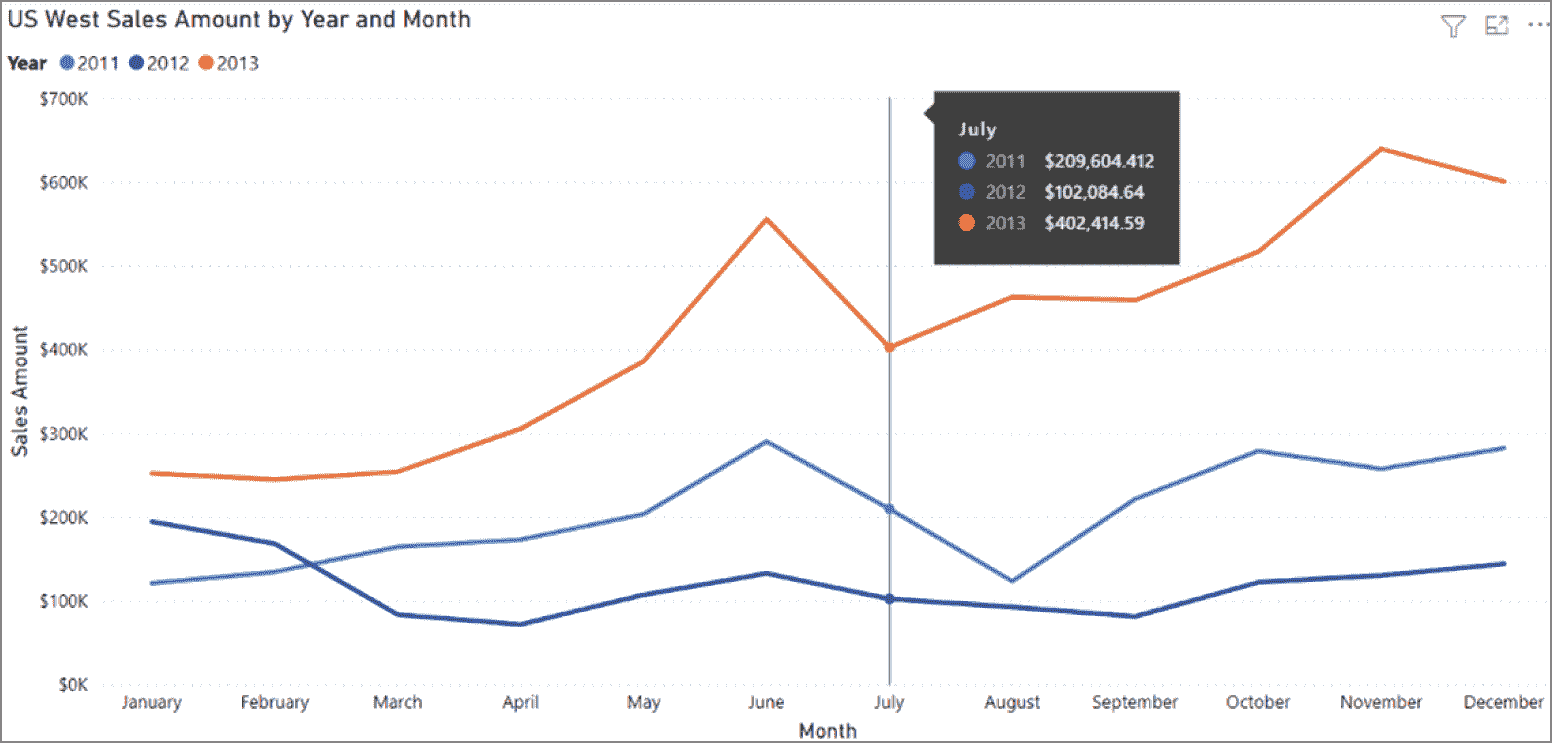 US West Sales Amount by Year and Month
Year 2011 2012 2013
$700K
$600K
$500K
$400K
$300K
$200K
$100K
$0K
Sales Amount
July
2011 $209,604.412
2012 $102,084.64
2013 $402,414.59
January February March April May June July August September October November December
Month